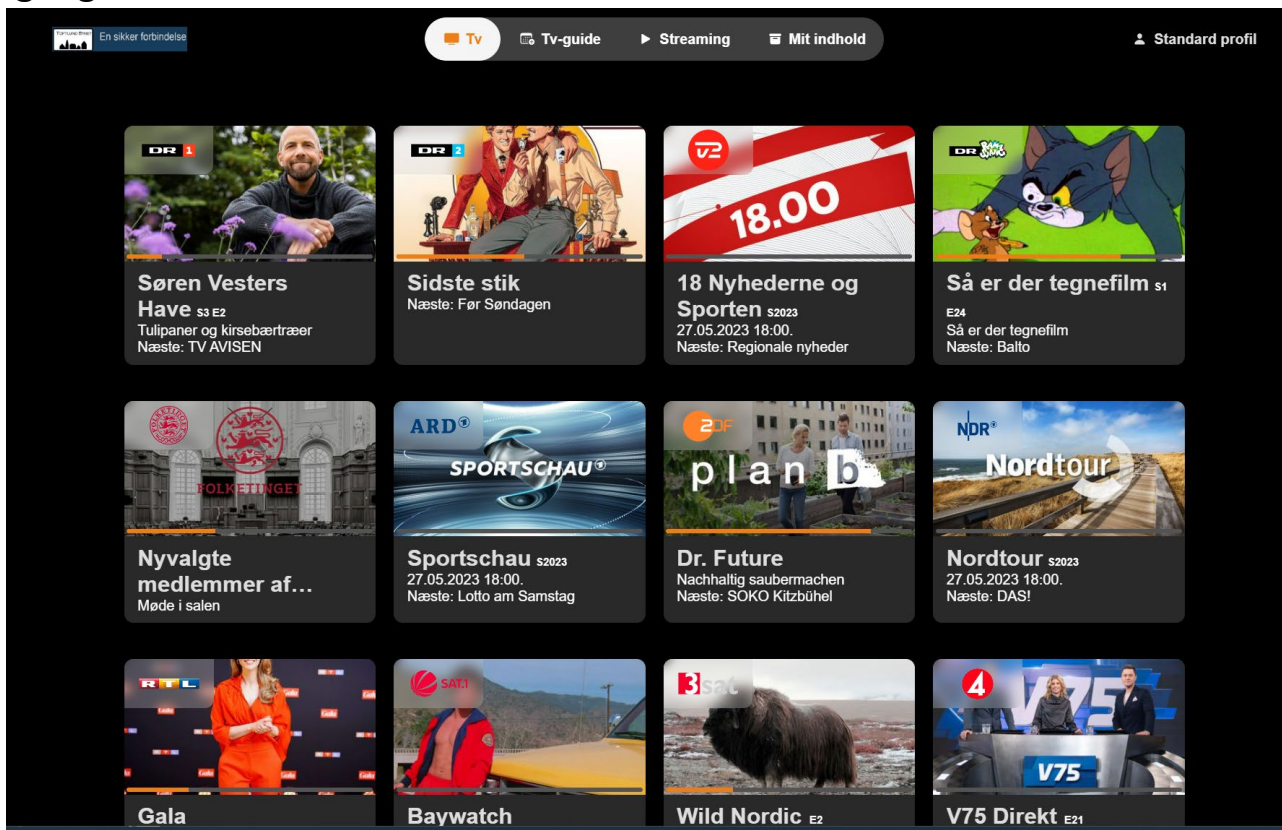 En sikker forbindelse
Tv
Tv-guide
Streaming
Mit indhold
Standard profil
DR 1
DR 2
TV2
18.00
DR
Søren Vesters
Have S3 E2
Tulipaner og kirsebærtræer
Næste: TV AVISEN
Sidste stik
Næste: Før Søndagen
18 Nyhederne og
Sporten S2023
27.05.2023 18:00.
Næste: Regionale nyheder
Så er der tegnefilm S1
E24
Så er der tegnefilm
Næste: Balto
FOLKETINGET
ARD
SPORTSCHAU
ZDF
plan b
NDR
Nordtour
Nyvalgte
medlemmer af...
Møde i salen
Sportschau S2023
27.05.2023 18:00.
Næste: Lotto am Samstag
Dr. Future
Nachhaltig saubermachen
Næste: SOKO Kitzbühel
Nordtour S2023
27.05.2023 18:00.
Næste: DAS!
RTL
Gala
Gala
Gala
SAT.1
3sat
4
V75
V75
Gala
Baywatch
Wild Nordic E2
V75 Direkt E21